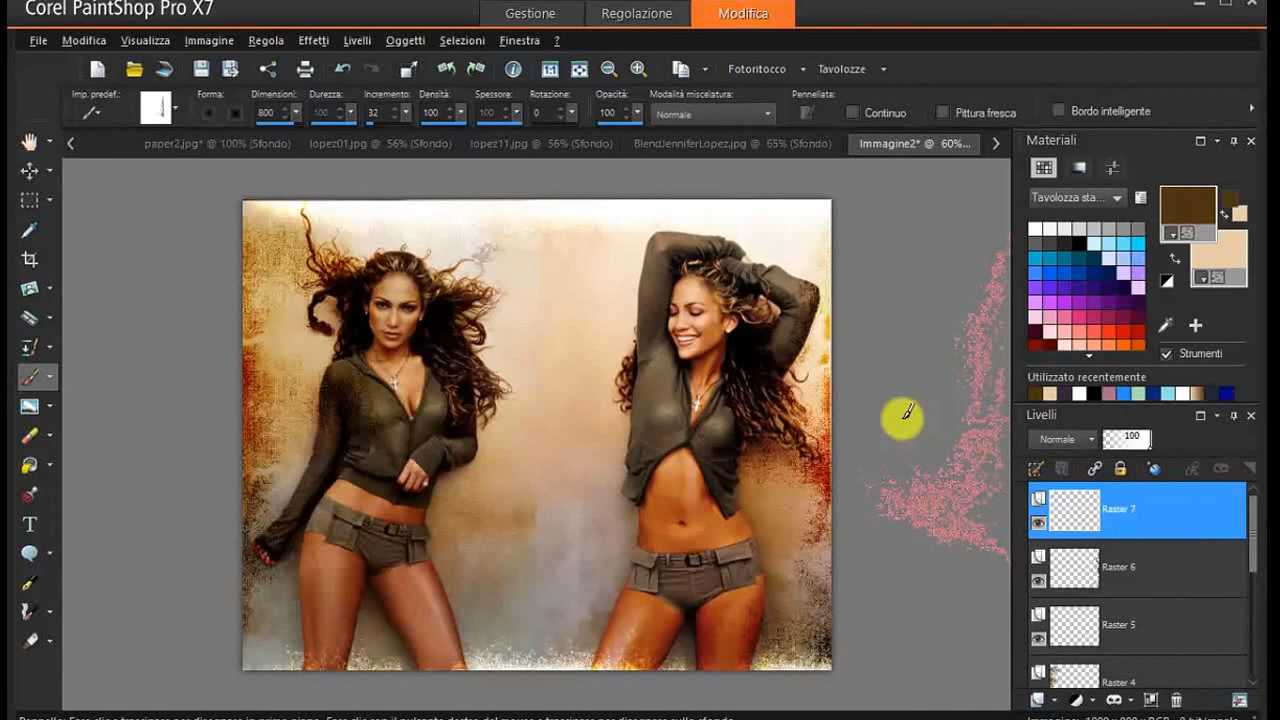 Corel PaintShop Pro X7
Gestione Regolazione Modifica
File Modifica Visualizza Immagine Regola Effetti Livelli Oggetti Selezioni Finestra ?
Fotoritocco Tavolozze
Imp. predef.: Forma: Dimensioni: Durezza: Incremento: Densità: Spessore: Rotazione: Opacità: Modalità miscelatura: Pennellata:
800 100 32 100 100 0 100 Normale Continuo Pittura fresca Bordo intelligente
paper2.jpg* @ 100% (Sfondo) lopez01.jpg @ 56% (Sfondo) lopez11.jpg @ 56% (Sfondo) BlendJenniferLopez.jpg @ 65% (Sfondo) Immagine2* @ 60%...
Materiali
Tavolozza sta...
Strumenti
Utilizzato recentemente
Livelli
Normale 100
Raster 7
Raster 6
Raster 5
Raster 4